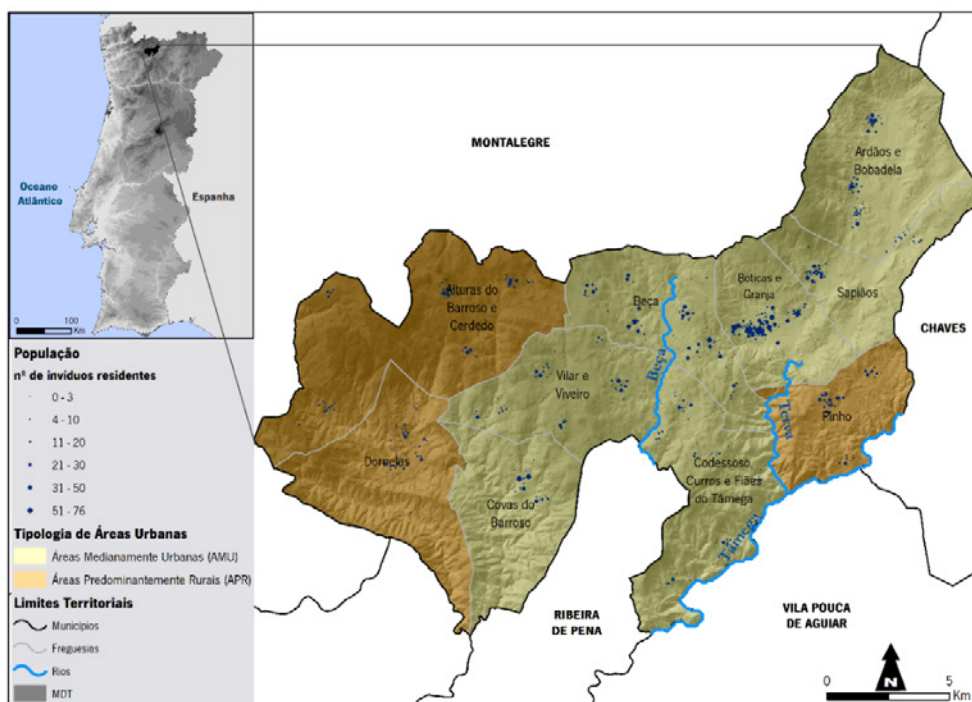 Oceano
Atlântico
Espanha
0 100
Km
População
nª de invíduos residentes
0 - 3
4 - 10
11 - 20
21 - 30
31 - 50
51 - 76
Tipologia de Áreas Urbanas
Áreas Medianamente Urbanas (AMU)
Áreas Predominantemente Rurais (APR)
Limites Territoriais
Municípios
Freguesias
Rios
MDT
MONTALEGRE
Ardãos e
Bobadela
Alturas do
Barroso e
Cerdedo
Beça
Boticas e
Granja
Sapiãos
CHAVES
Beça
Vilar e
Viveiro
Terva
Pinho
Dornelas
Codessoso,
Curros e Fiães
do Tâmega
Covas do
Barroso
Tâmega
RIBEIRA
DE PENA
VILA POUCA
DE AGUIAR
N
0 5
Km